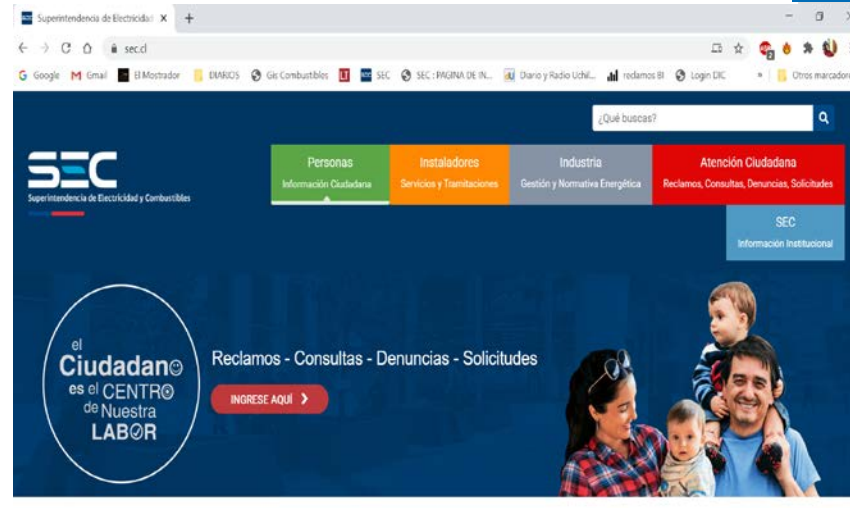 Superintendencia de Electricidad
sec.cl
Google
Gmail
El Mostrador
DIARIOS
Gis Combustibles
SEC
SEC : PAGINA DE IN...
Diario y Radio Uchil...
reclamos BI
Login DIC
»
Otros marcadore
¿Qué buscas?
SEC
Superintendencia de Electricidad y Combustibles
Personas
Información Ciudadana
Instaladores
Servicios y Tramitaciones
Industria
Gestión y Normativa Energética
Atención Ciudadana
Reclamos, Consultas, Denuncias, Solicitudes
SEC
Información Institucional
el
Ciudadano
es el CENTRO
de Nuestra
LABOR
Reclamos - Consultas - Denuncias - Solicitudes
INGRESE AQUÍ